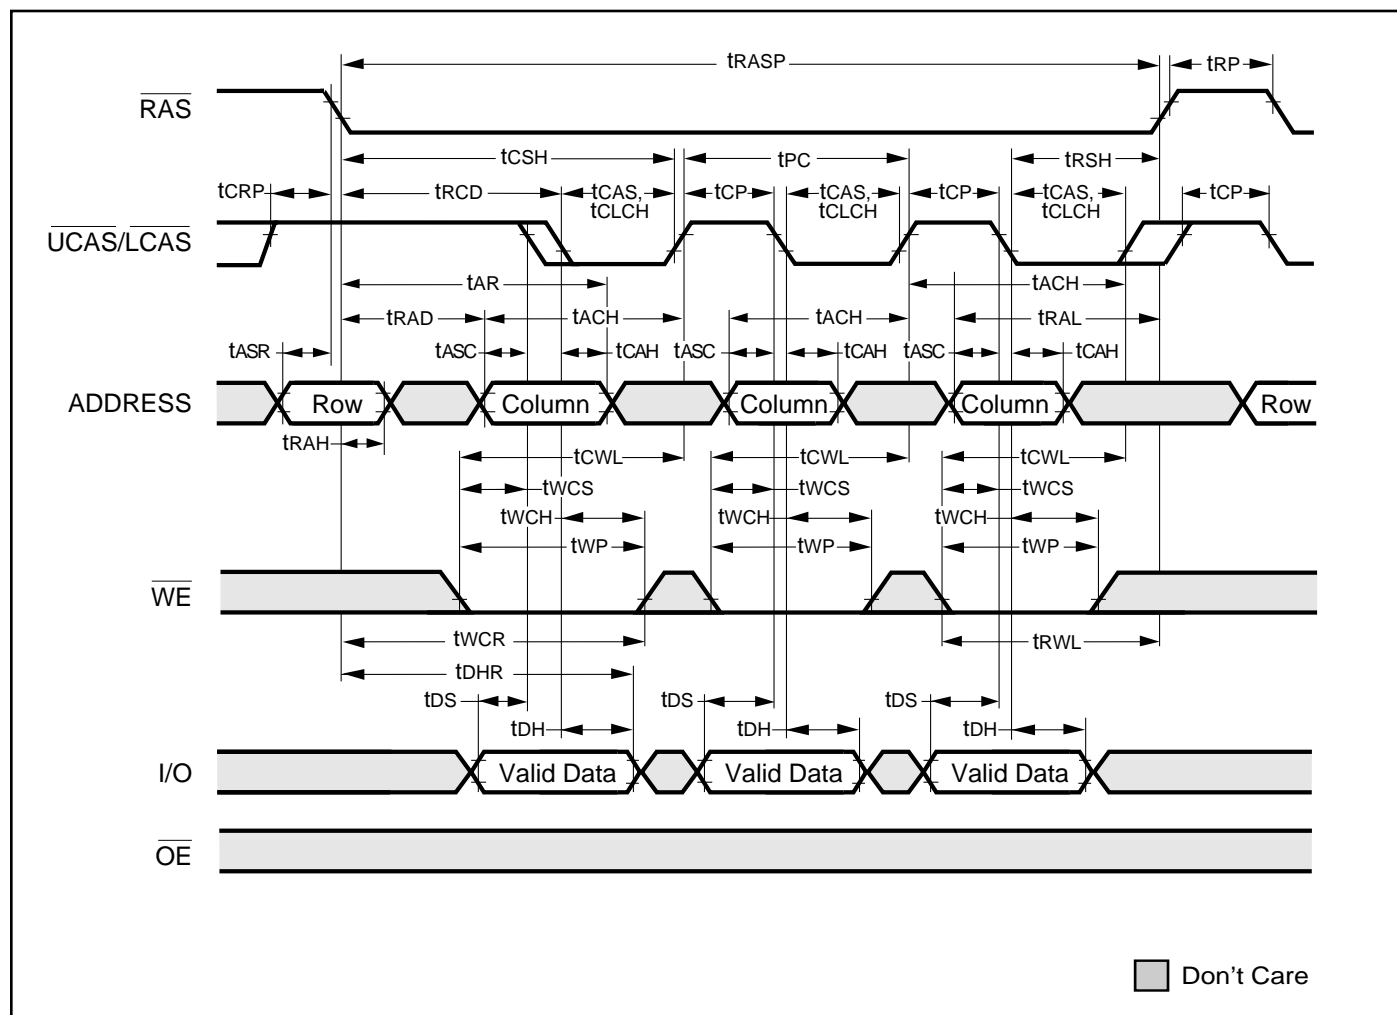 tRASP tRP
RAS
tCSH tPC tRSH
tCRP tRCD tCAS, tCLCH tCP tCAS, tCLCH tCP tCAS, tCLCH tCP
UCAS/LCAS
tAR tACH
tRAD tACH tACH tRAL
tASR tASC tCAH tASC tCAH tASC tCAH
ADDRESS Row Column Column Column Row
tRAH
tCWL tCWL tCWL
tWCS tWCS tWCS
tWCH tWCH tWCH
tWP tWP tWP
WE
tWCR tRWL
tDHR
tDS tDS tDS
tDH tDH tDH
I/O Valid Data Valid Data Valid Data
OE
Don't Care